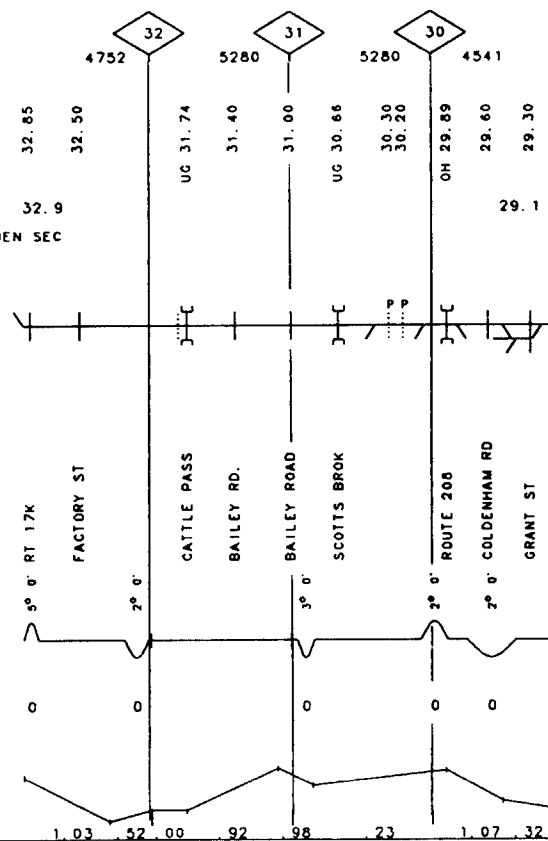 32 31 30
4752 5280 5280 4541
32.85
32.50
UG 31.74
31.40
31.00
UG 30.66
30.30
30.20
OH 29.89
29.60
29.30
32.9 29.1
EN SEC
P P
RT 17K
FACTORY ST
CATTLE PASS
BAILEY RD.
BAILEY ROAD
SCOTTS BROK
ROUTE 208
COLDENHAM RD
GRANT ST
5° 0' 2° 0' 3° 0' 2° 0' 2° 0'
0 0 0 0 0
1.03 .52 .00 .92 .98 .23 1.07 .32